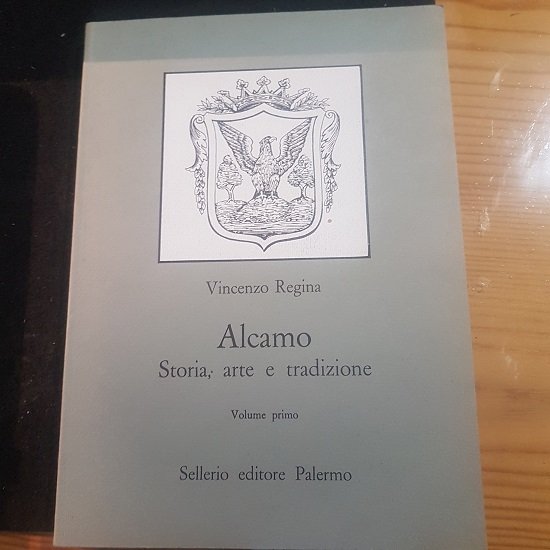 Vincenzo Regina
Alcamo
Storia, arte e tradizione
Volume primo
Sellerio editore Palermo